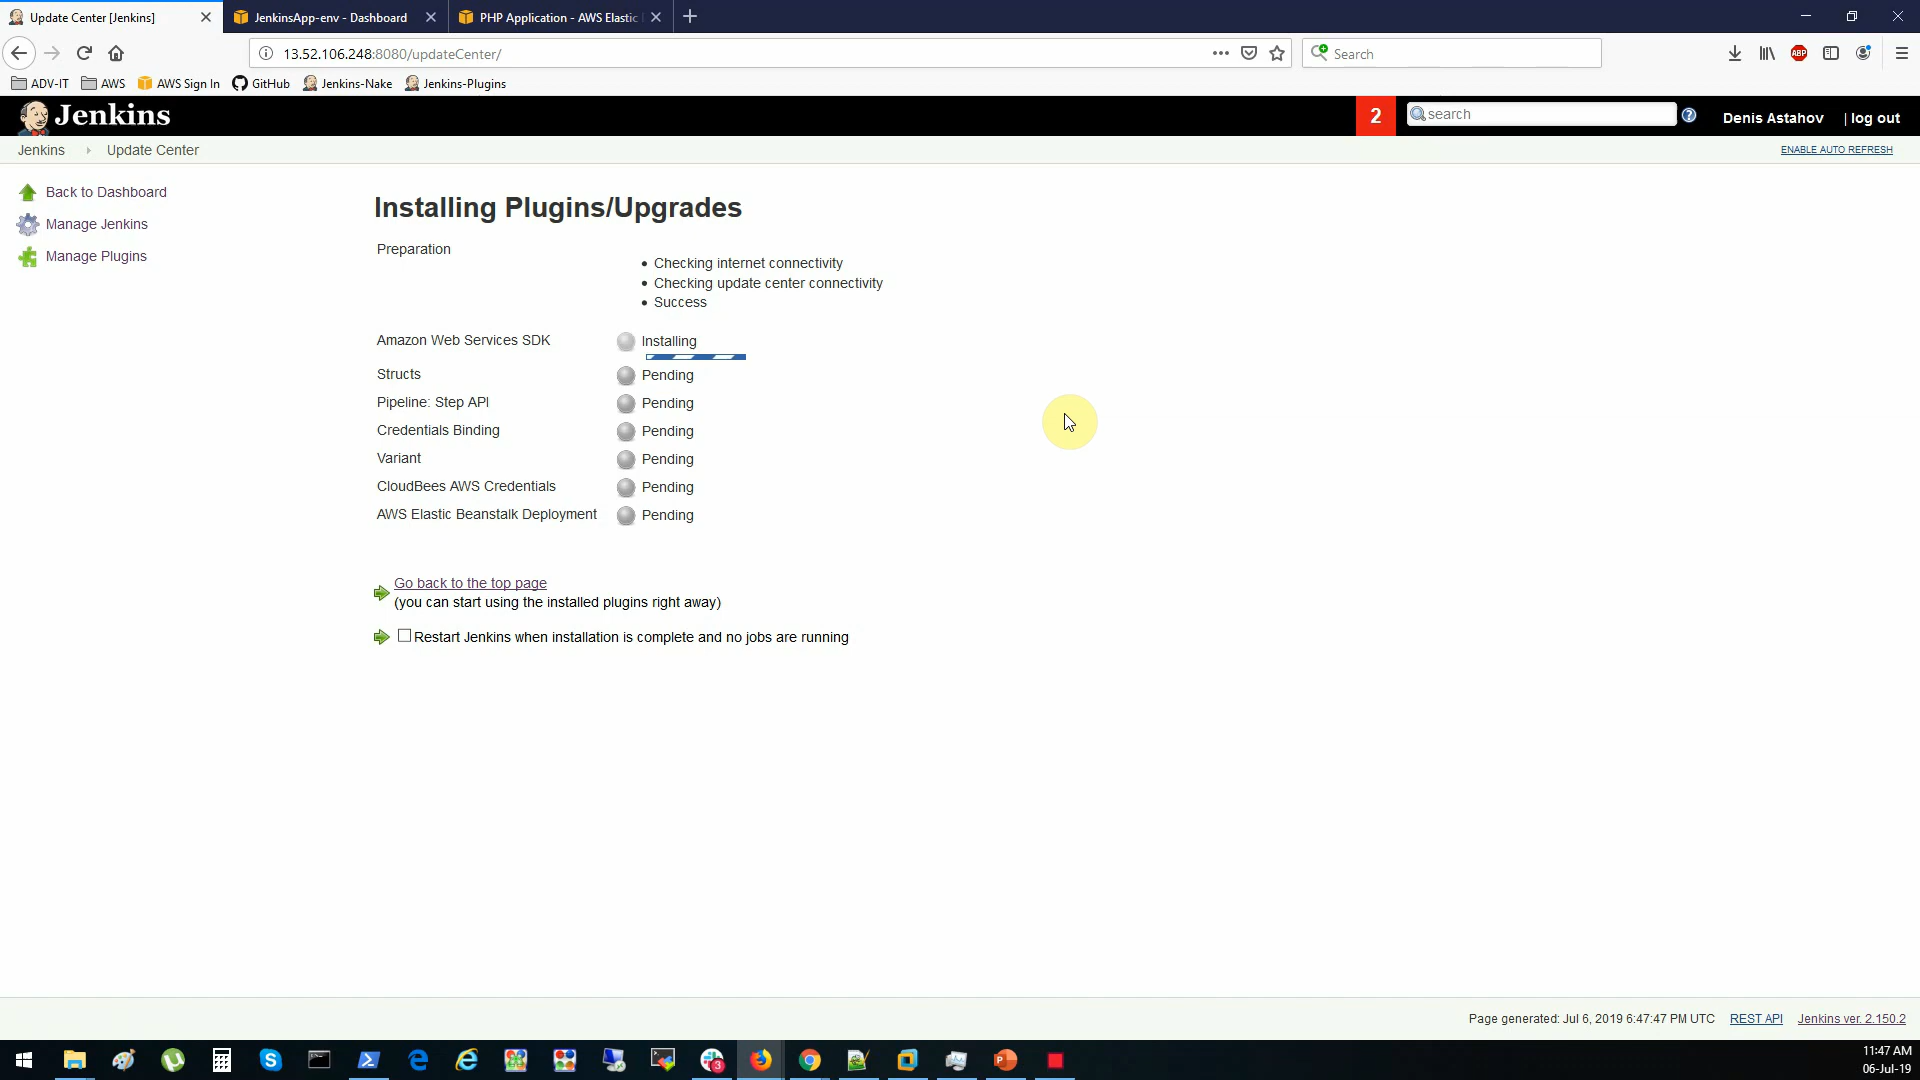 Update Center [Jenkins]
JenkinsApp-env - Dashboard
PHP Application - AWS Elastic
13.52.106.248:8080/updateCenter/
Search
ADV-IT
AWS
AWS Sign In
GitHub
Jenkins-Nake
Jenkins-Plugins
ABP
Jenkins
2
search
Denis Astahov
| log out
Jenkins
Update Center
ENABLE AUTO REFRESH
Back to Dashboard
Manage Jenkins
Manage Plugins
Installing Plugins/Upgrades
Preparation
Checking internet connectivity
Checking update center connectivity
Success
Amazon Web Services SDK
Installing
Structs
Pending
Pipeline: Step API
Pending
Credentials Binding
Pending
Variant
Pending
CloudBees AWS Credentials
Pending
AWS Elastic Beanstalk Deployment
Pending
Go back to the top page
(you can start using the installed plugins right away)
Restart Jenkins when installation is complete and no jobs are running
Page generated: Jul 6, 2019 6:47:47 PM UTC
REST API
Jenkins ver. 2.150.2
3
11:47 AM
06-Jul-19